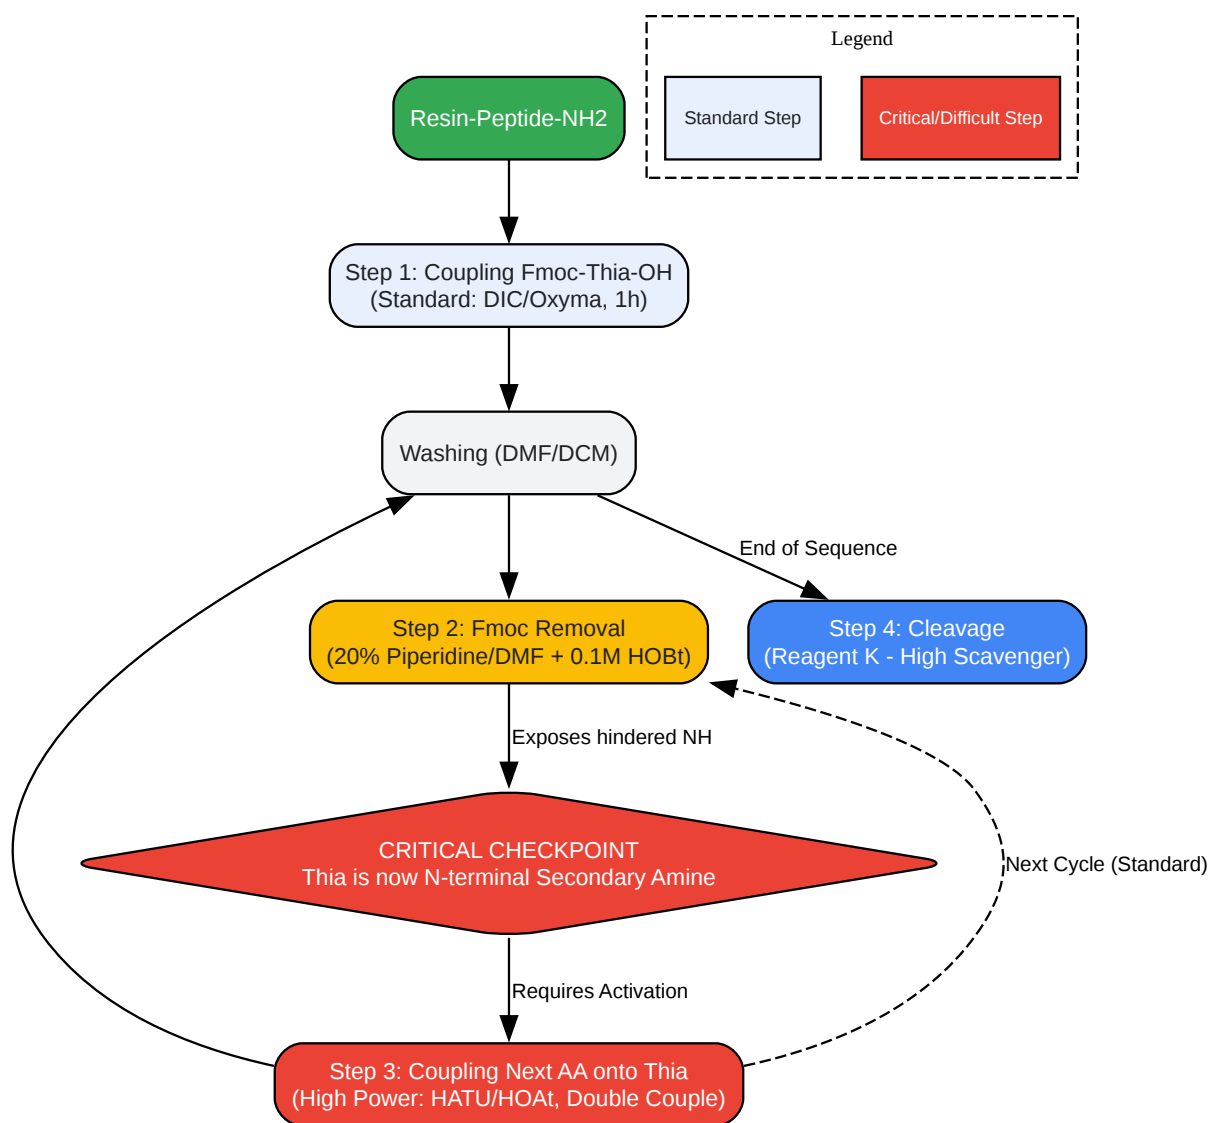 Legend
Standard Step
Critical/Difficult Step
Resin-Peptide-NH2
Step 1: Coupling Fmoc-Thia-OH
(Standard: DIC/Oxyma, 1h)
Washing (DMF/DCM)
End of Sequence
Step 2: Fmoc Removal
(20% Piperidine/DMF + 0.1M HOBt)
Step 4: Cleavage
(Reagent K - High Scavenger)
Exposes hindered NH
CRITICAL CHECKPOINT
Thia is now N-terminal Secondary Amine
Next Cycle (Standard)
Requires Activation
Step 3: Coupling Next AA onto Thia
(High Power: HATU/HOAt, Double Couple)